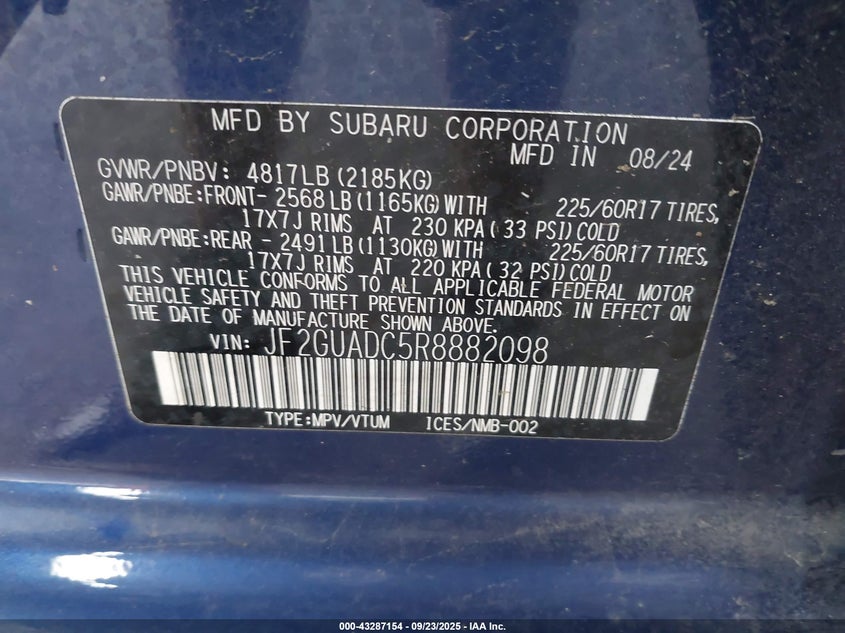 MFD BY SUBARU CORPORATION
MFD IN 08/24
GVWR/PNBV: 4817LB (2185KG)
GAWR/PNBE:FRONT- 2568LB(1165KG)WITH 225/60R17 TIRES,
17X7J RIMS AT 230 KPA ( 33 PSI)COLD
GAWR/PNBE:REAR - 2491LB(1130KG)WITH 225/60R17 TIRES,
17X7J RIMS AT 220 KPA ( 32 PSI)COLD
THIS VEHICLE CONFORMS TO ALL APPLICABLE FEDERAL MOTOR
VEHICLE SAFETY AND THEFT PREVENTION STANDARDS IN EFFECT ON
THE DATE OF MANUFACTURE SHOWN ABOVE.
VIN: JF2GUADC5R8882098
TYPE:MPV/VTUM ICES/NMB-002
000-43287154 - 09/23/2025 - IAA Inc.